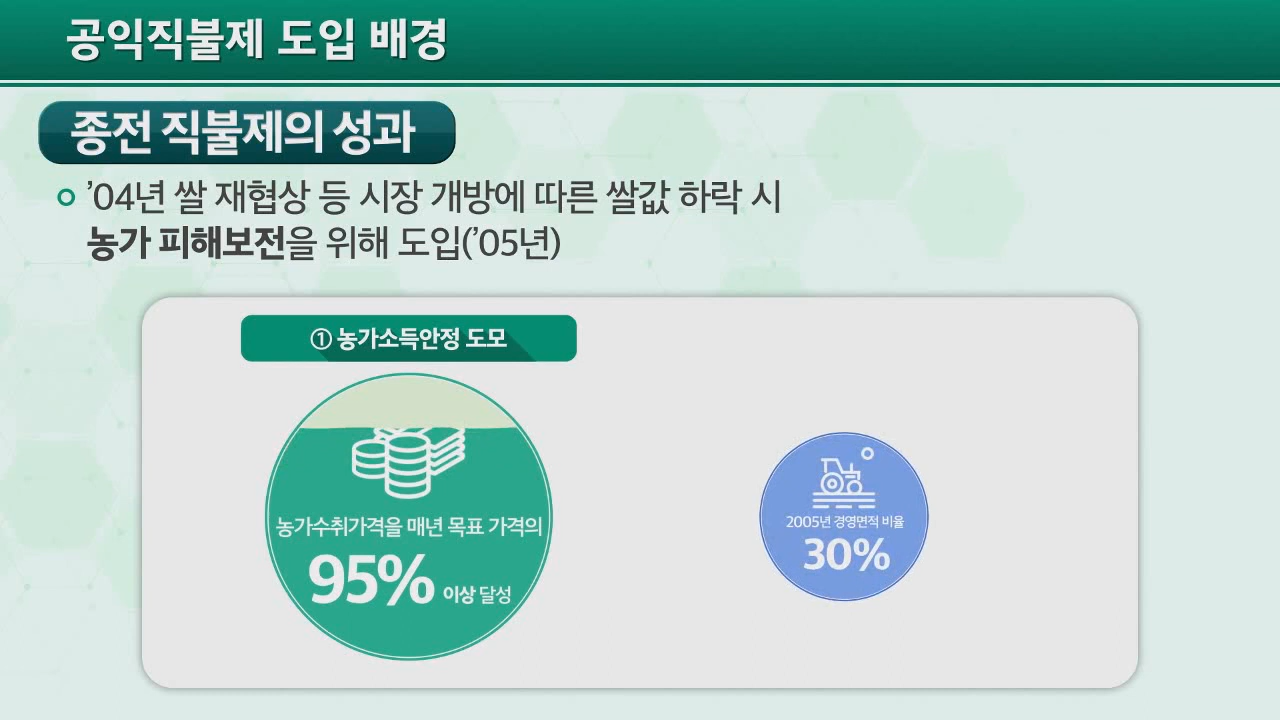 공익직불제 도입 배경
종전 직불제의 성과
’04년 쌀 재협상 등 시장 개방에 따른 쌀값 하락 시
농가 피해보전을 위해 도입(’05년)
① 농가소득안정 도모
농가수취가격을 매년 목표 가격의
95% 이상 달성
2005년 경영면적 비율
30%